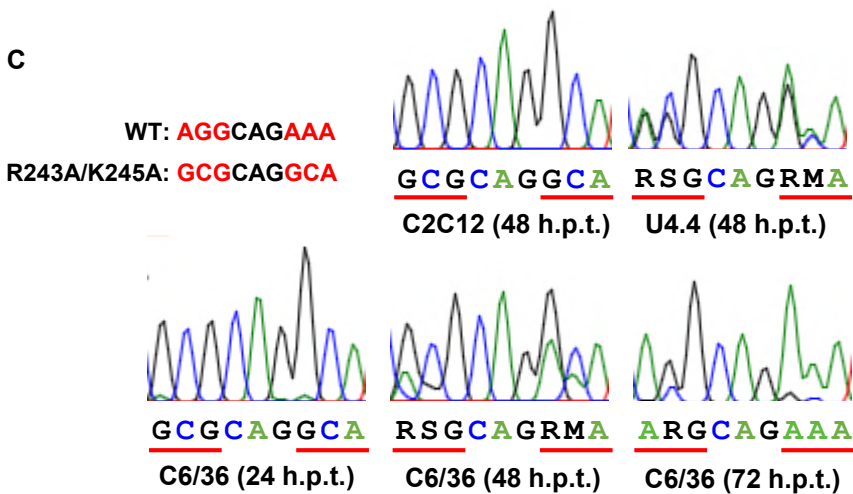 C
WT: AGGCAGAAA
R243A/K245A: GCGCAGGCA
GCGCAGGCA
C2C12 (48 h.p.t.)
RSGCAGRMA
U4.4 (48 h.p.t.)
GCGCAGGCA
C6/36 (24 h.p.t.)
RSGCAGRMA
C6/36 (48 h.p.t.)
ARGCAGAAA
C6/36 (72 h.p.t.)